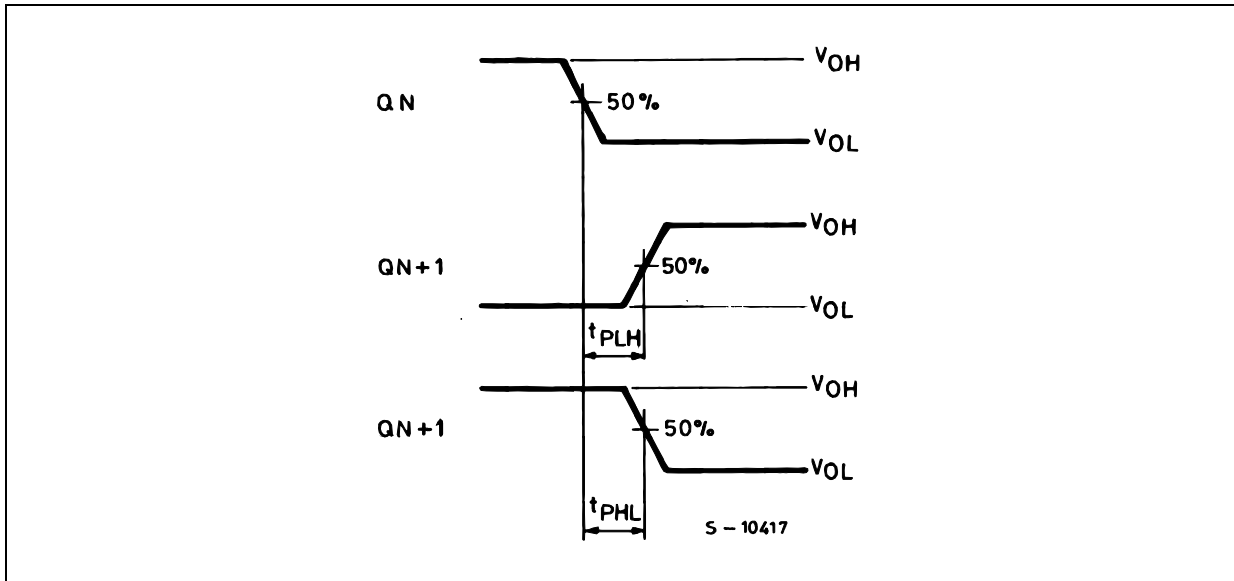 VOH
QN
50%
VOL
VOH
QN+1
50%
VOL
tPLH
VOH
QN+1
50%
VOL
tPHL
S - 10417